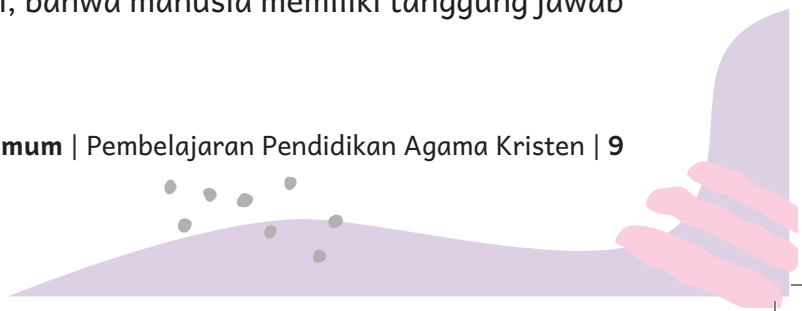 bahwa manusia memiliki tanggung jawab
mum | Pembelajaran Pendidikan Agama Kristen | 9